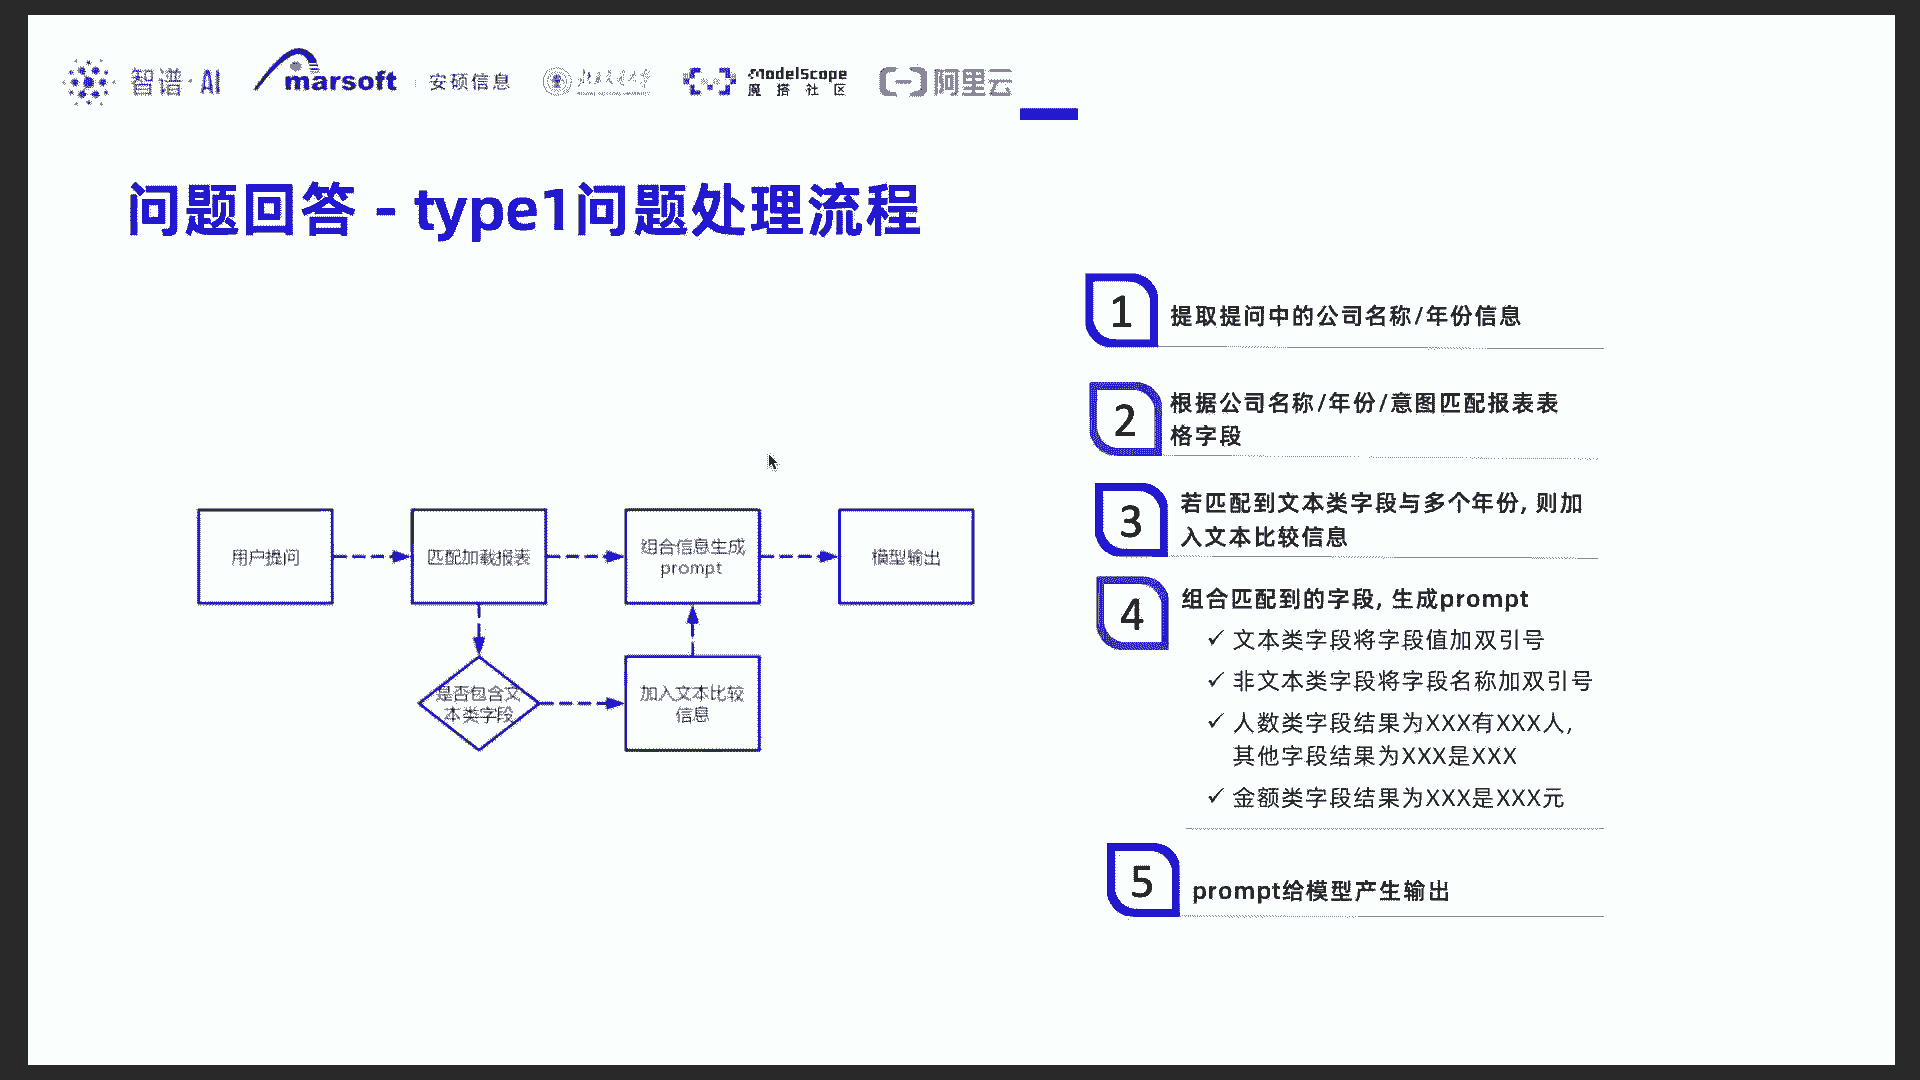 智谱·AI
marsoft
安硕信息
ModelScope
魔搭社区
阿里云
问题回答 - type1问题处理流程
用户提问
匹配加载报表
组合信息生成
prompt
模型输出
是否包含文
本类字段
加入文本比较
信息
1
提取提问中的公司名称/年份信息
2
根据公司名称/年份/意图匹配报表表
格字段
3
若匹配到文本类字段与多个年份, 则加
入文本比较信息
4
组合匹配到的字段, 生成prompt
✓ 文本类字段将字段值加双引号
✓ 非文本类字段将字段名称加双引号
✓ 人数类字段结果为XXX有XXX人,
其他字段结果为XXX是XXX
✓ 金额类字段结果为XXX是XXX元
5
prompt给模型产生输出